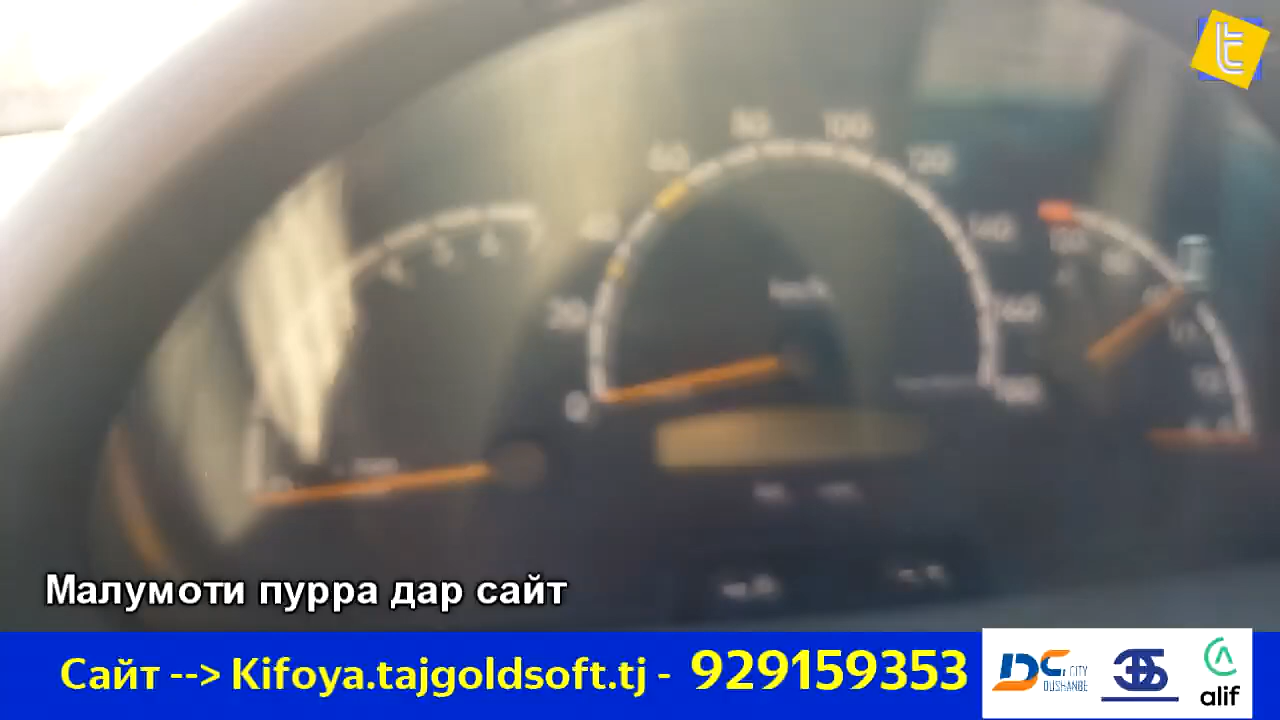 80 100
60 120
40 140
20 km/h 160
0 180
Малумоти пурра дар сайт
Сайт --> Kifoya.tajgoldsoft.tj - 929159353
DC CITY
DUSHANBE
alif